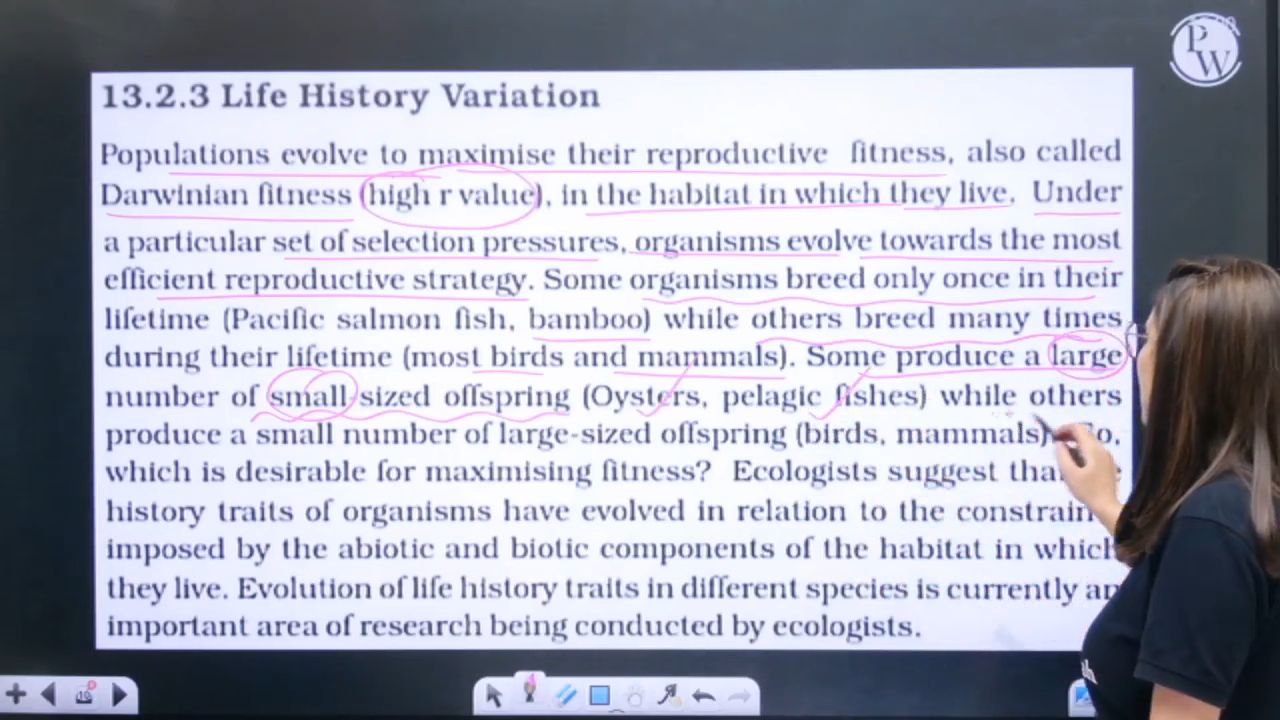 PW
13.2.3 Life History Variation
Populations evolve to maximise their reproductive fitness, also called
Darwinian fitness (high r value), in the habitat in which they live. Under
a particular set of selection pressures, organisms evolve towards the most
efficient reproductive strategy. Some organisms breed only once in their
lifetime (Pacific salmon fish, bamboo) while others breed many times
during their lifetime (most birds and mammals). Some produce a large
number of small-sized offspring (Oysters, pelagic fishes) while others
produce a small number of large-sized offspring (birds, mammals)
which is desirable for maximising fitness? Ecologists suggest
history traits of organisms have evolved in relation to the
imposed by the abiotic and biotic components of the habitat in which
they live. Evolution of life history traits in different species is currently an
important area of research being conducted by ecologists.